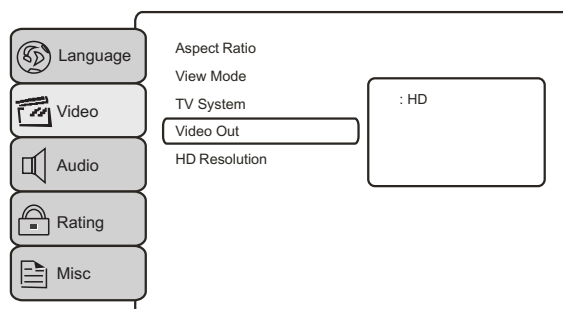 Language
Video
Audio
Rating
Misc
Aspect Ratio
View Mode
TV System
Video Out
HD Resolution
: HD